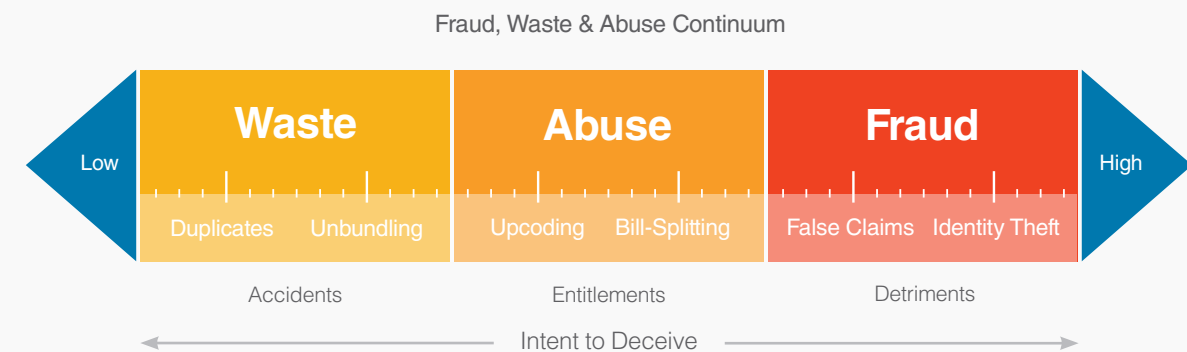 Fraud, Waste & Abuse Continuum
Low
Waste
Abuse
Fraud
High
Duplicates
Unbundling
Upcoding
Bill-Splitting
False Claims
Identity Theft
Accidents
Entitlements
Detriments
Intent to Deceive